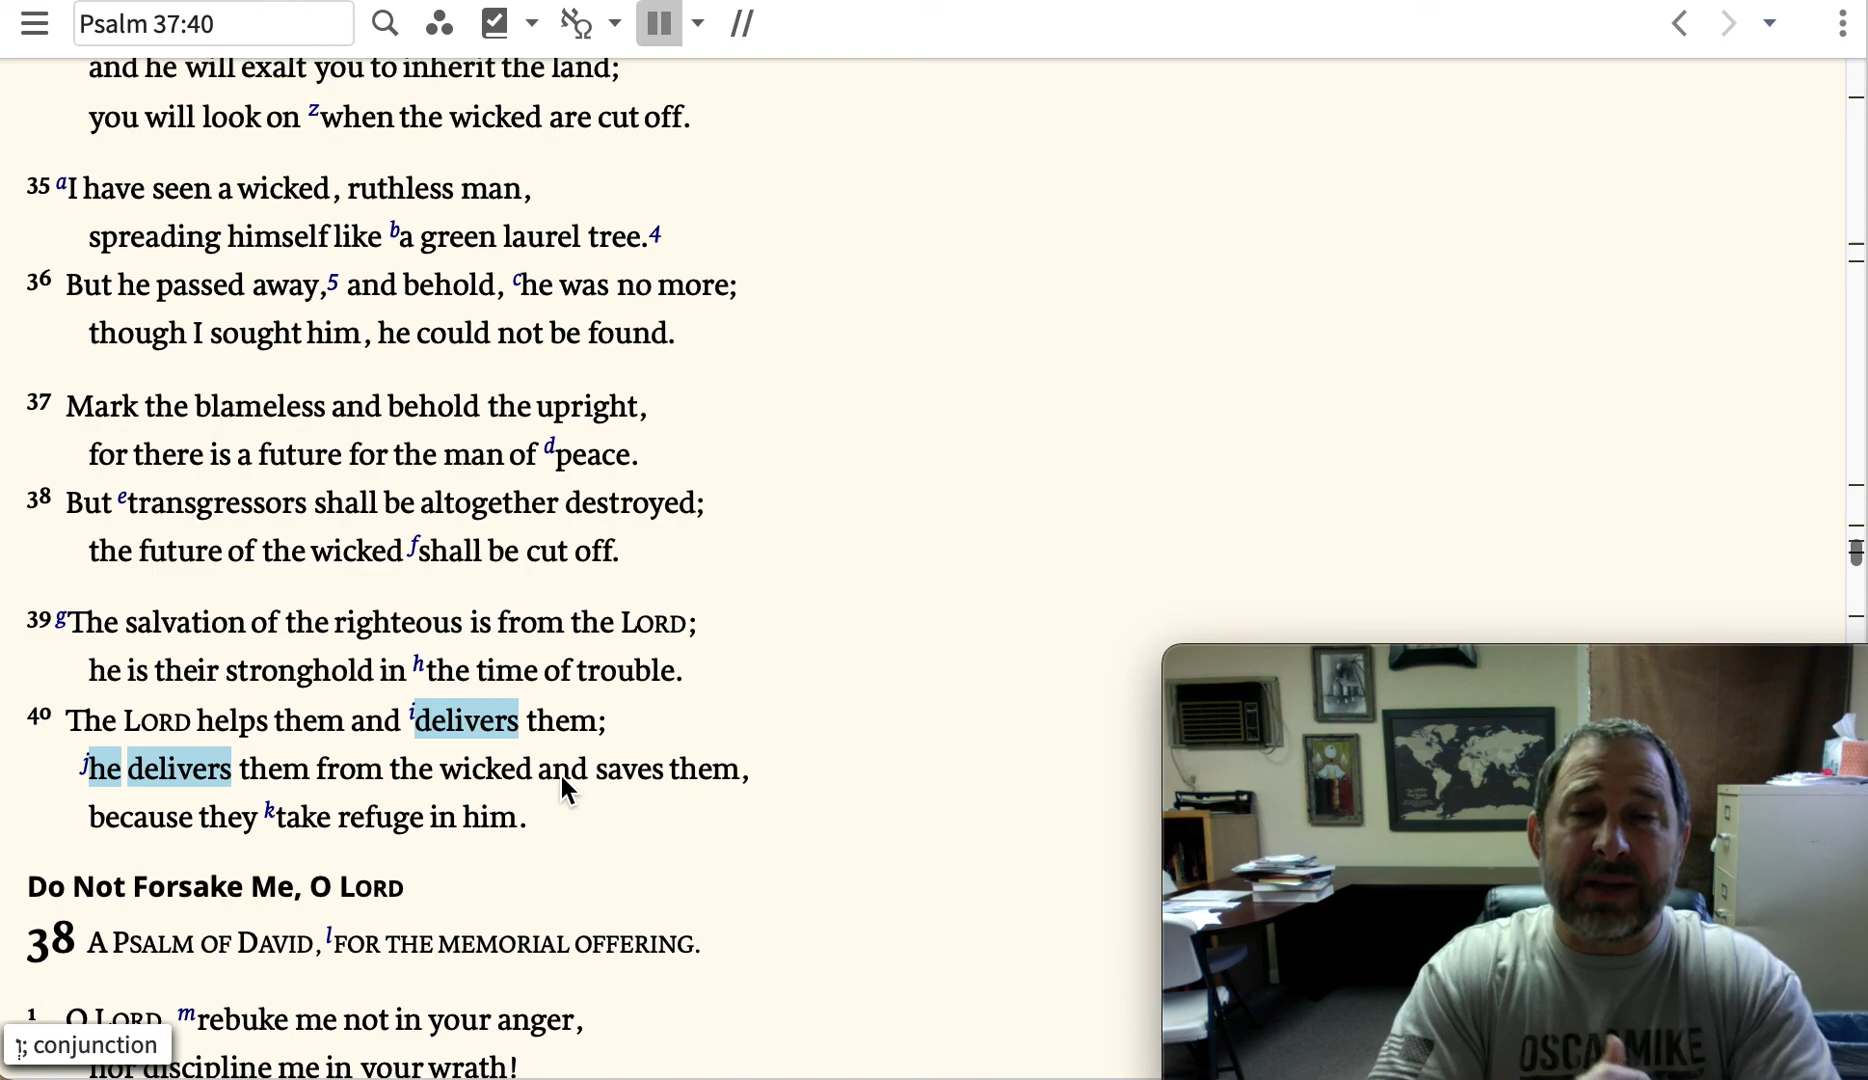 Psalm 37:40
and he will exalt you to inherit the land;
you will look on zwhen the wicked are cut off.
35 aI have seen a wicked, ruthless man,
spreading himself like ba green laurel tree.4
36 But he passed away,5 and behold, che was no more;
though I sought him, he could not be found.
37 Mark the blameless and behold the upright,
for there is a future for the man of dpeace.
38 But etransgressors shall be altogether destroyed;
the future of the wicked fshall be cut off.
39 gThe salvation of the righteous is from the LORD;
he is their stronghold in hthe time of trouble.
40 The LORD helps them and idelivers them;
jhe delivers them from the wicked and saves them,
because they ktake refuge in him.
Do Not Forsake Me, O LORD
38 A PSALM OF DAVID, lFOR THE MEMORIAL OFFERING.
1 O LORD, mrebuke me not in your anger,
nor discipline me in your wrath!
ו; conjunction
OSCAR MIKE